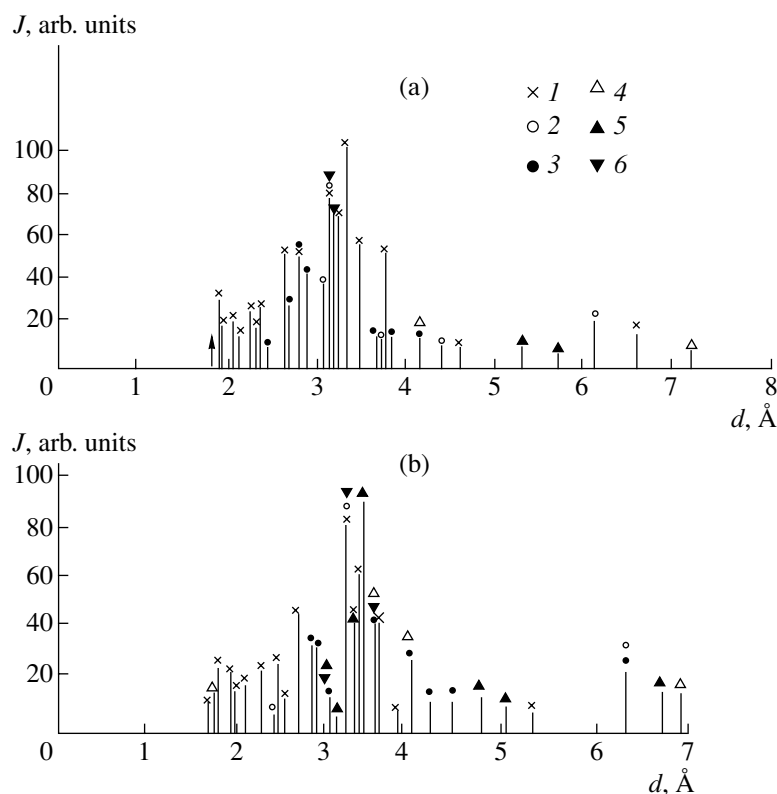 J, arb. units
(a)
× 1
○ 2
● 3
△ 4
▲ 5
▼ 6
100
80
60
40
20
0 1 2 3 4 5 6 7 8
d, Å
J, arb. units
(b)
100
80
60
40
20
0 1 2 3 4 5 6 7
d, Å